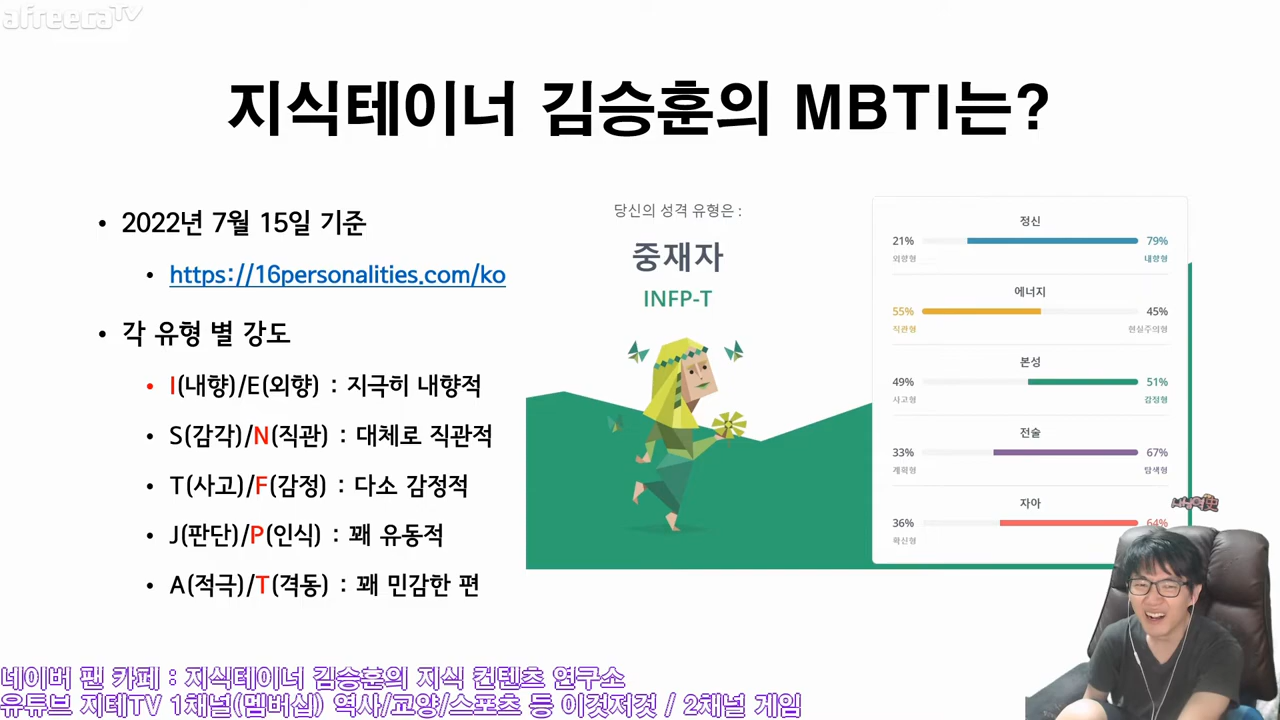 afreecaTV
지식테이너 김승훈의 MBTI는?
• 2022년 7월 15일 기준
• https://16personalities.com/ko
• 각 유형 별 강도
• I(내향)/E(외향) : 지극히 내향적
• S(감각)/N(직관) : 대체로 직관적
• T(사고)/F(감정) : 다소 감정적
• J(판단)/P(인식) : 꽤 유동적
• A(적극)/T(격동) : 꽤 민감한 편
당신의 성격 유형은 :
중재자
INFP-T
정신
21% 79%
외향형 내향형
에너지
55% 45%
직관형 현실주의형
본성
49% 51%
사고형 감정형
전술
33% 67%
계획형 탐색형
자아
36% 64%
확신형
네이버 팬 카페 : 지식테이너 김승훈의 지식 컨텐츠 연구소
유튜브 지테TV 1채널(멤버십) 역사/교양/스포츠 등 이것저것 / 2채널 게임